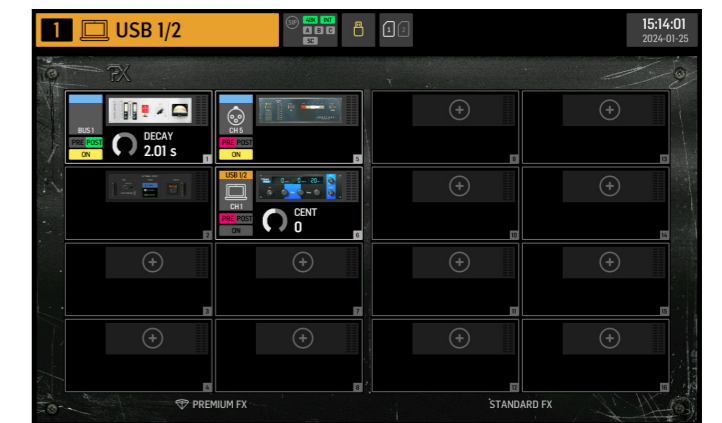 1 USB 1/2
SIP 48K INT
A B C
SC
1 2
15:14:01
2024-01-25
FX
BUS 1
PRE POST
ON
DECAY
2.01 s
1
CH 5
PRE POST
ON
5
9
13
2
USB 1/2
CH 1
PRE POST
ON
CENT
0
6
10
14
3
7
11
15
4
8
12
16
PREMIUM FX
STANDARD FX